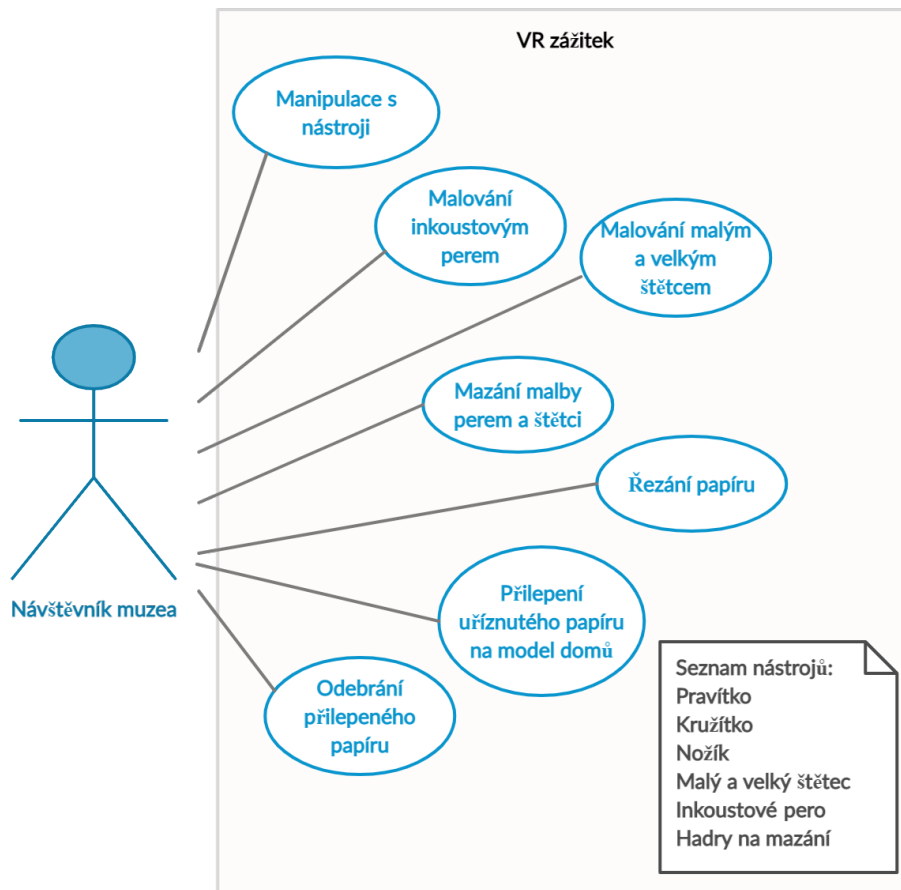 VR zážitek
Manipulace s
nástroji
Malování
inkoustovým
perem
Malování malým
a velkým
štětcem
Mazání malby
perem a štětci
Řezání papíru
Návštěvník muzea
Přilepení
uříznutého papíru
na model domů
Odebrání
přilepeného
papíru
Seznam nástrojů:
Pravítko
Kružítko
Nožík
Malý a velký štětec
Inkoustové pero
Hadry na mazání